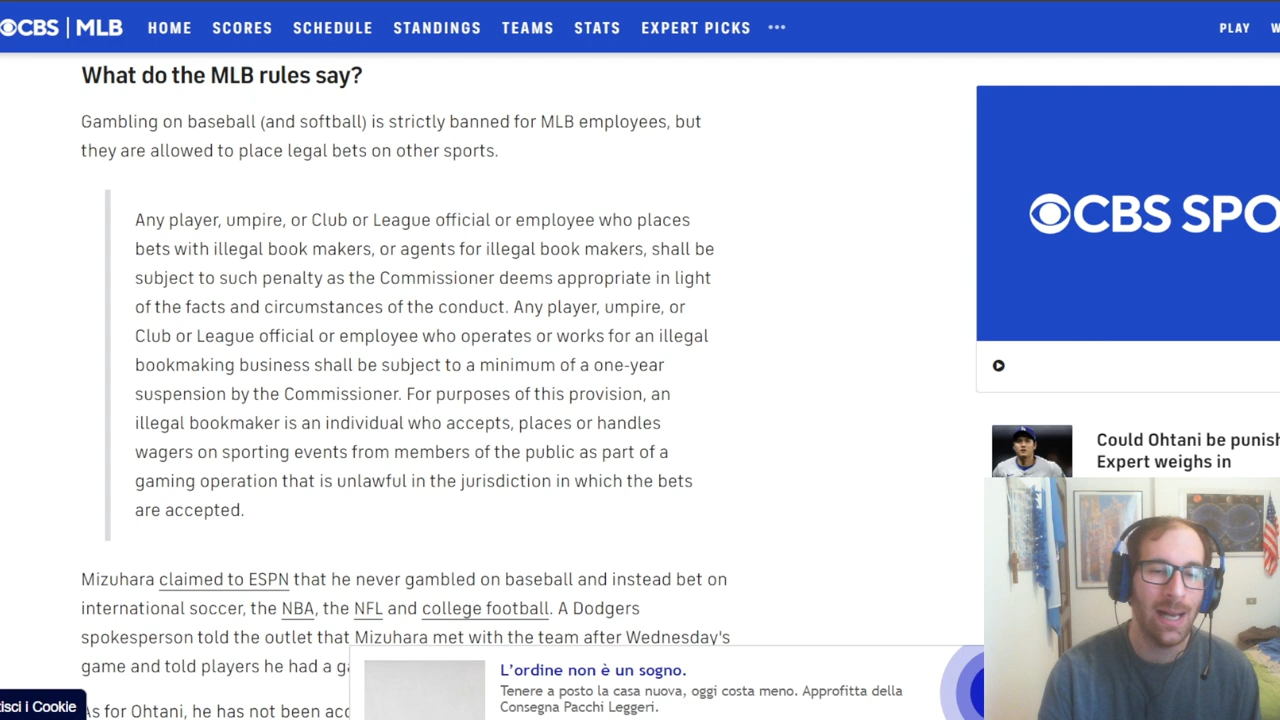 CBS | MLB HOME SCORES SCHEDULE STANDINGS TEAMS STATS EXPERT PICKS ••• PLAY W
What do the MLB rules say?
Gambling on baseball (and softball) is strictly banned for MLB employees, but
they are allowed to place legal bets on other sports.
Any player, umpire, or Club or League official or employee who places
bets with illegal book makers, or agents for illegal book makers, shall be
subject to such penalty as the Commissioner deems appropriate in light
of the facts and circumstances of the conduct. Any player, umpire, or
Club or League official or employee who operates or works for an illegal
bookmaking business shall be subject to a minimum of a one-year
suspension by the Commissioner. For purposes of this provision, an
illegal bookmaker is an individual who accepts, places or handles
wagers on sporting events from members of the public as part of a
gaming operation that is unlawful in the jurisdiction in which the bets
are accepted.
Mizuhara claimed to ESPN that he never gambled on baseball and instead bet on
international soccer, the NBA, the NFL and college football. A Dodgers
spokesperson told the outlet that Mizuhara met with the team after Wednesday's
game and told players he had a ga
As for Ohtani, he has not been acc
CBS SPO
Could Ohtani be punish
Expert weighs in
L'ordine non è un sogno.
Tenere a posto la casa nuova, oggi costa meno. Approfitta della
Consegna Pacchi Leggeri.
tisci i Cookie